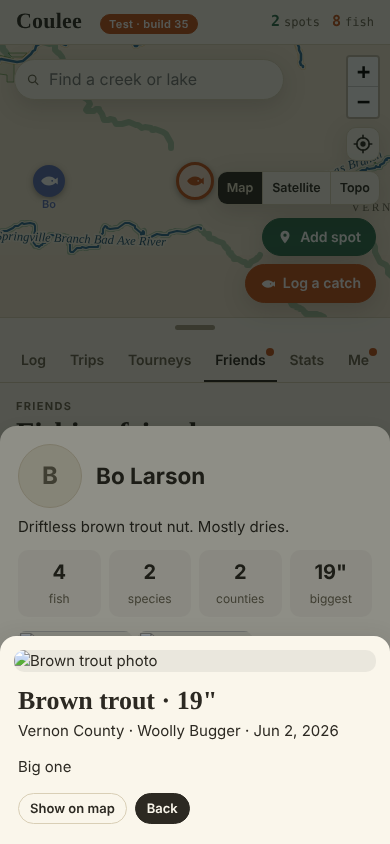 Coulee
Test · build 35
2 spots 8 fish
Find a creek or lake
+
−
Map Satellite Topo
Bo
Springville Branch Bad Axe River
VERN
Add spot
Log a catch
Log Trips Tourneys Friends Stats Me
FRIENDS
B
Bo Larson
Driftless brown trout nut. Mostly dries.
4 2 2 19"
fish species counties biggest
Brown trout photo
Brown trout · 19"
Vernon County · Woolly Bugger · Jun 2, 2026
Big one
Show on map Back